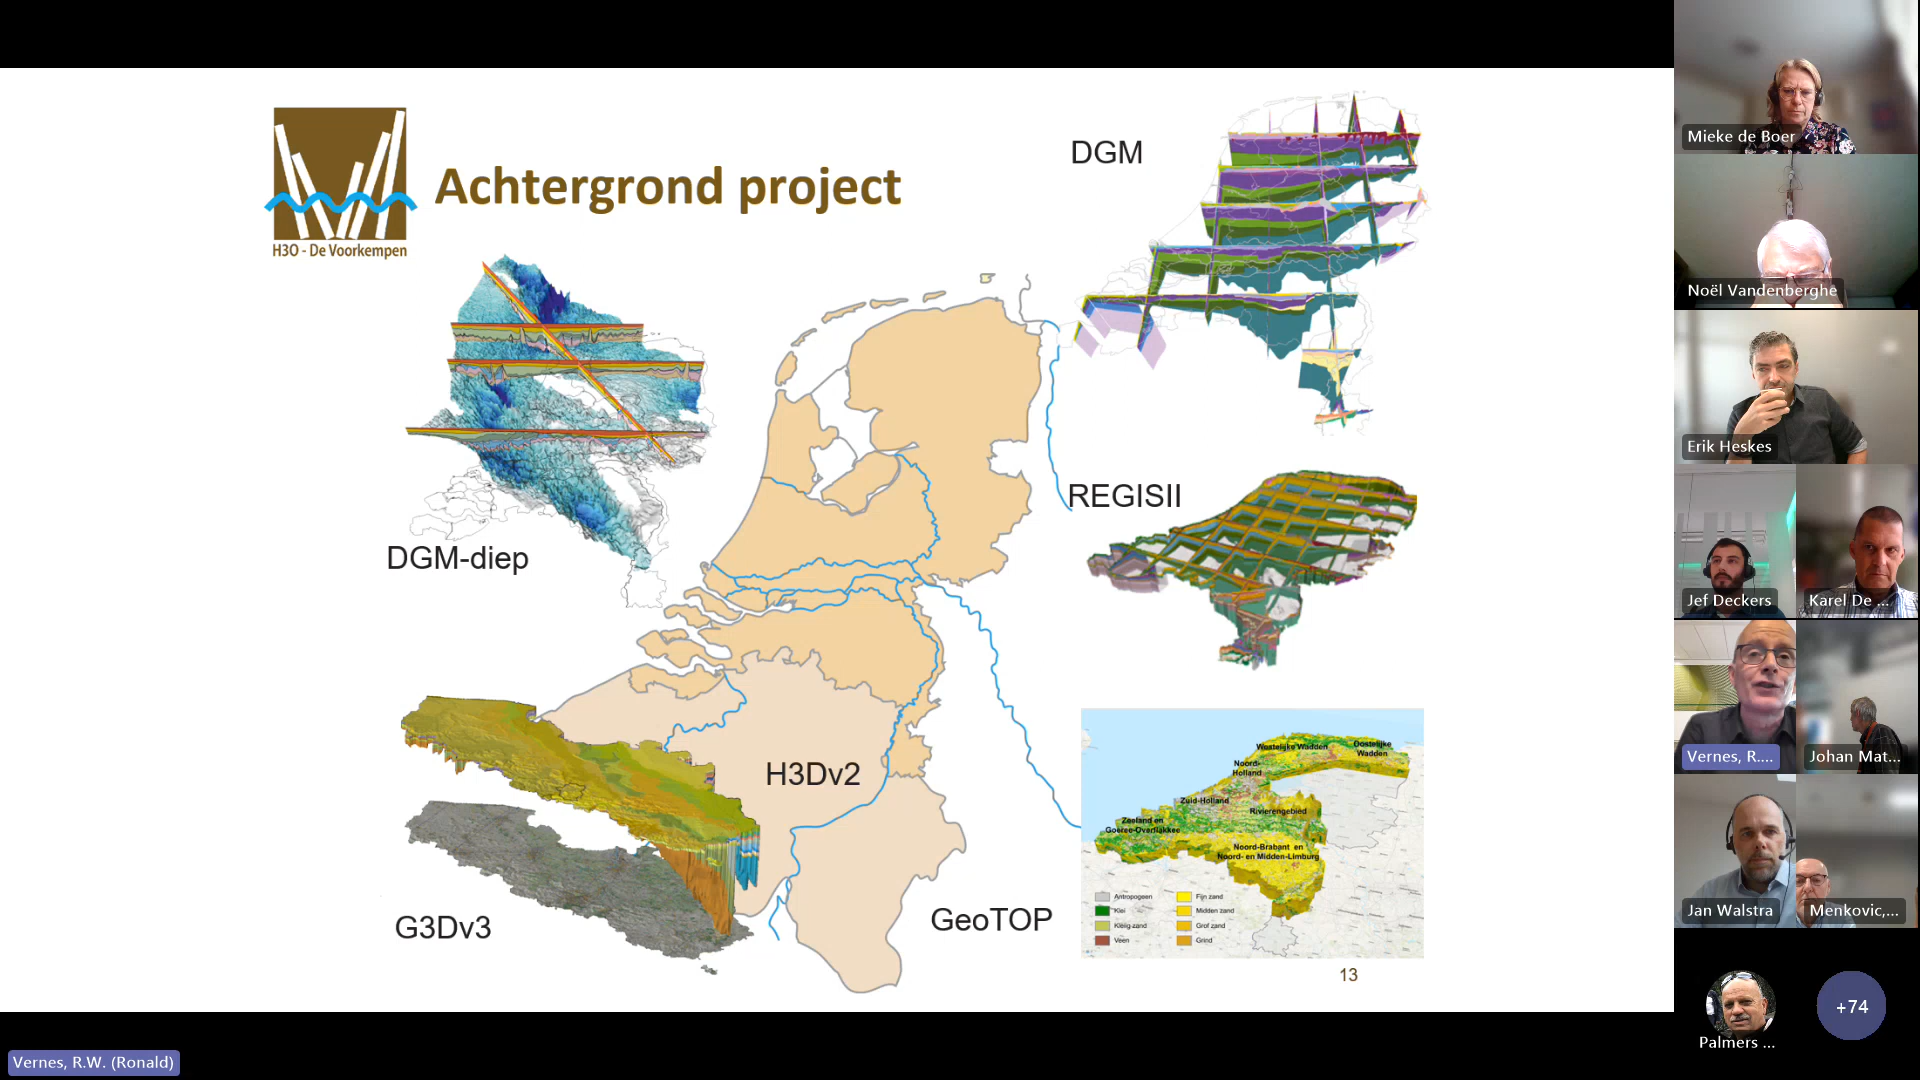 H3O - De Voorkempen
Achtergrond project
DGM
DGM-diep
REGISII
H3Dv2
G3Dv3
GeoTOP
Westelijke Wadden
Oostelijke
Wadden
Noord-
Holland
Zuid-Holland
Rivierengebied
Zeeland en
Goeree-Overflakkee
Noord-Brabant en
Noord- en Midden-Limburg
Antropogeen
Klei
Kleiig zand
Veen
Fijn zand
Midden zand
Grof zand
Grind
13
Mieke de Boer
Noël Vandenberghe
Erik Heskes
Jef Deckers
Karel De ...
Vernes, R....
Johan Mat...
Jan Walstra
Menkovic,...
Palmers ...
+74
Vernes, R.W. (Ronald)